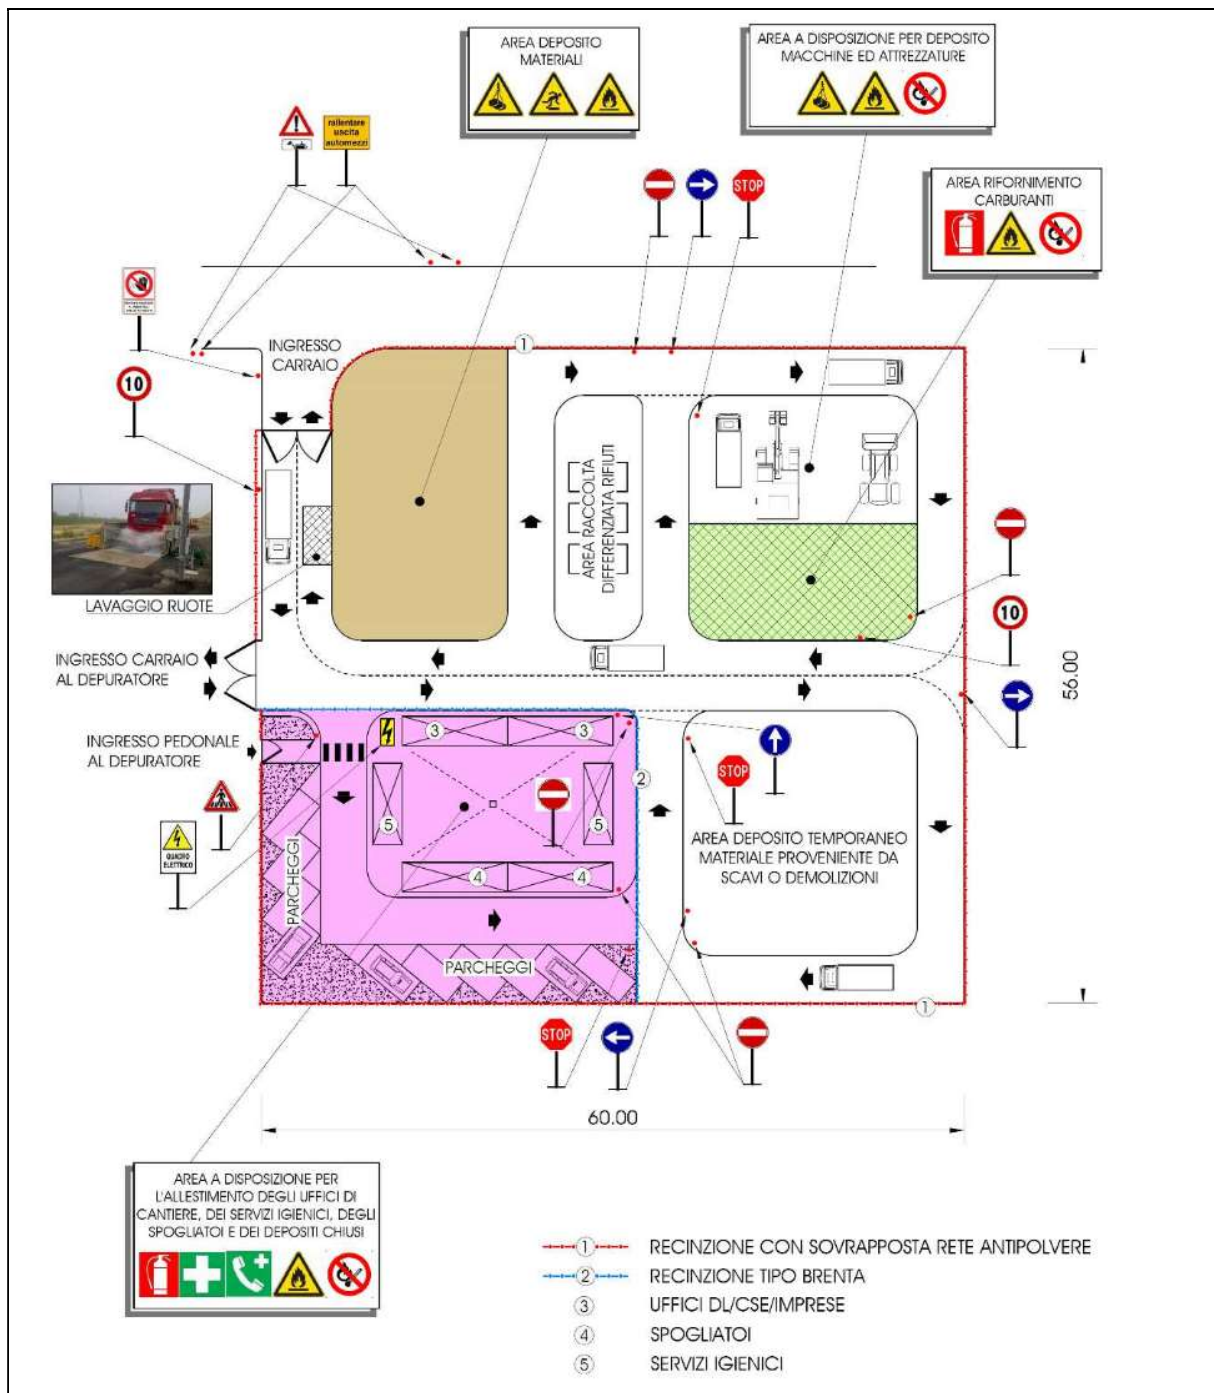 AREA DEPOSITO
MATERIALI
AREA A DISPOSIZIONE PER DEPOSITO
MACCHINE ED ATTREZZATURE
rallentare
uscita
automezzi
STOP
AREA RIFORNIMENTO
CARBURANTI
INGRESSO
CARRAIO
1
10
AREA RACCOLTA
DIFFERENZIATA RIFIUTI
LAVAGGIO RUOTE
10
INGRESSO CARRAIO
AL DEPURATORE
56.00
INGRESSO PEDONALE
AL DEPURATORE
3
3
2
STOP
5
5
QUADRO
ELETTRICO
PARCHEGGI
4
4
AREA DEPOSITO TEMPORANEO
MATERIALE PROVENIENTE DA
SCAVI O DEMOLIZIONI
PARCHEGGI
1
STOP
60.00
AREA A DISPOSIZIONE PER
L'ALLESTIMENTO DEGLI UFFICI DI
CANTIERE, DEI SERVIZI IGIENICI, DEGLI
SPOGLIATOI E DEI DEPOSITI CHIUSI
1 RECINZIONE CON SOVRAPPOSTA RETE ANTIPOLVERE
2 RECINZIONE TIPO BRENTA
3 UFFICI DL/CSE/IMPRESE
4 SPOGLIATOI
5 SERVIZI IGIENICI